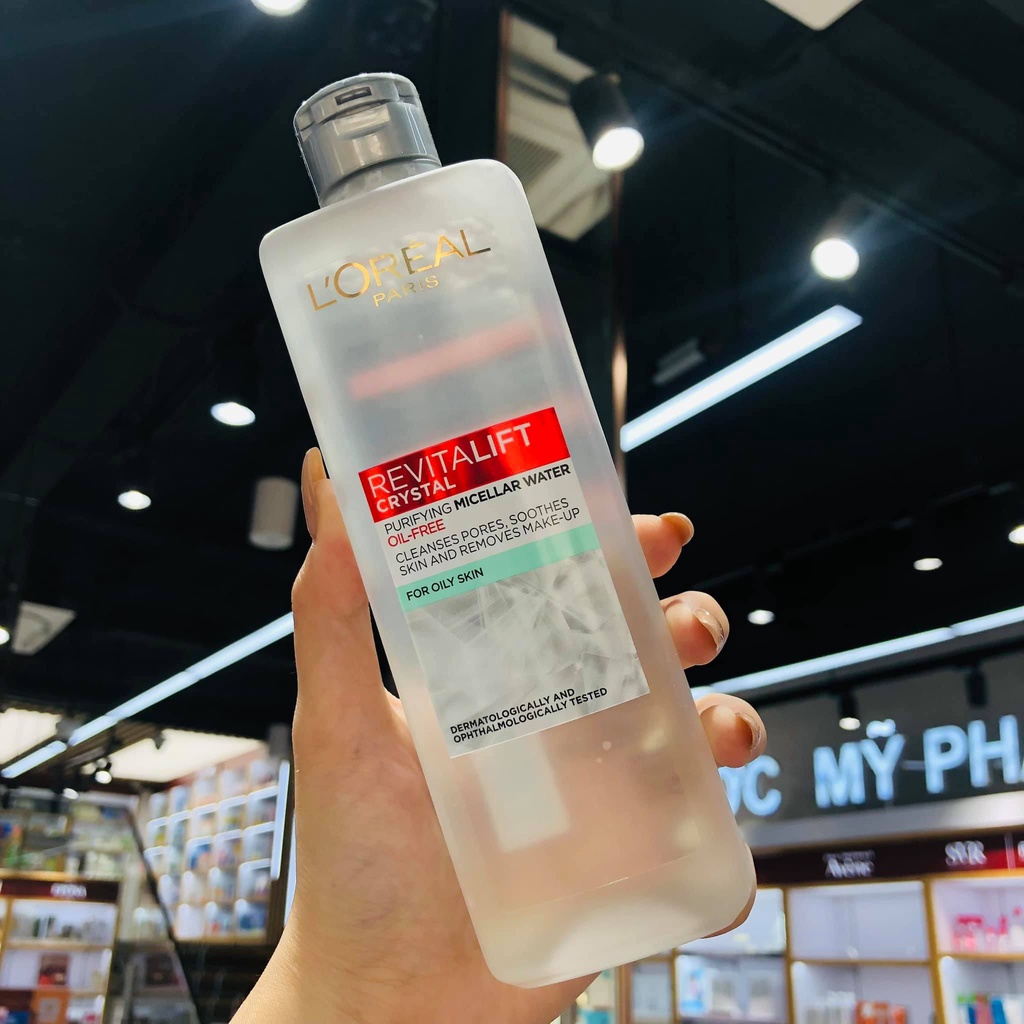 L'ORÉAL
PARIS
REVITALIFT
CRYSTAL
PURIFYING MICELLAR WATER
OIL-FREE
CLEANSES PORES, SOOTHES
SKIN AND REMOVES MAKE-UP
FOR OILY SKIN
DERMATOLOGICALLY AND
OPHTHALMOLOGICALLY TESTED
MỸ PH
Avène
SVR